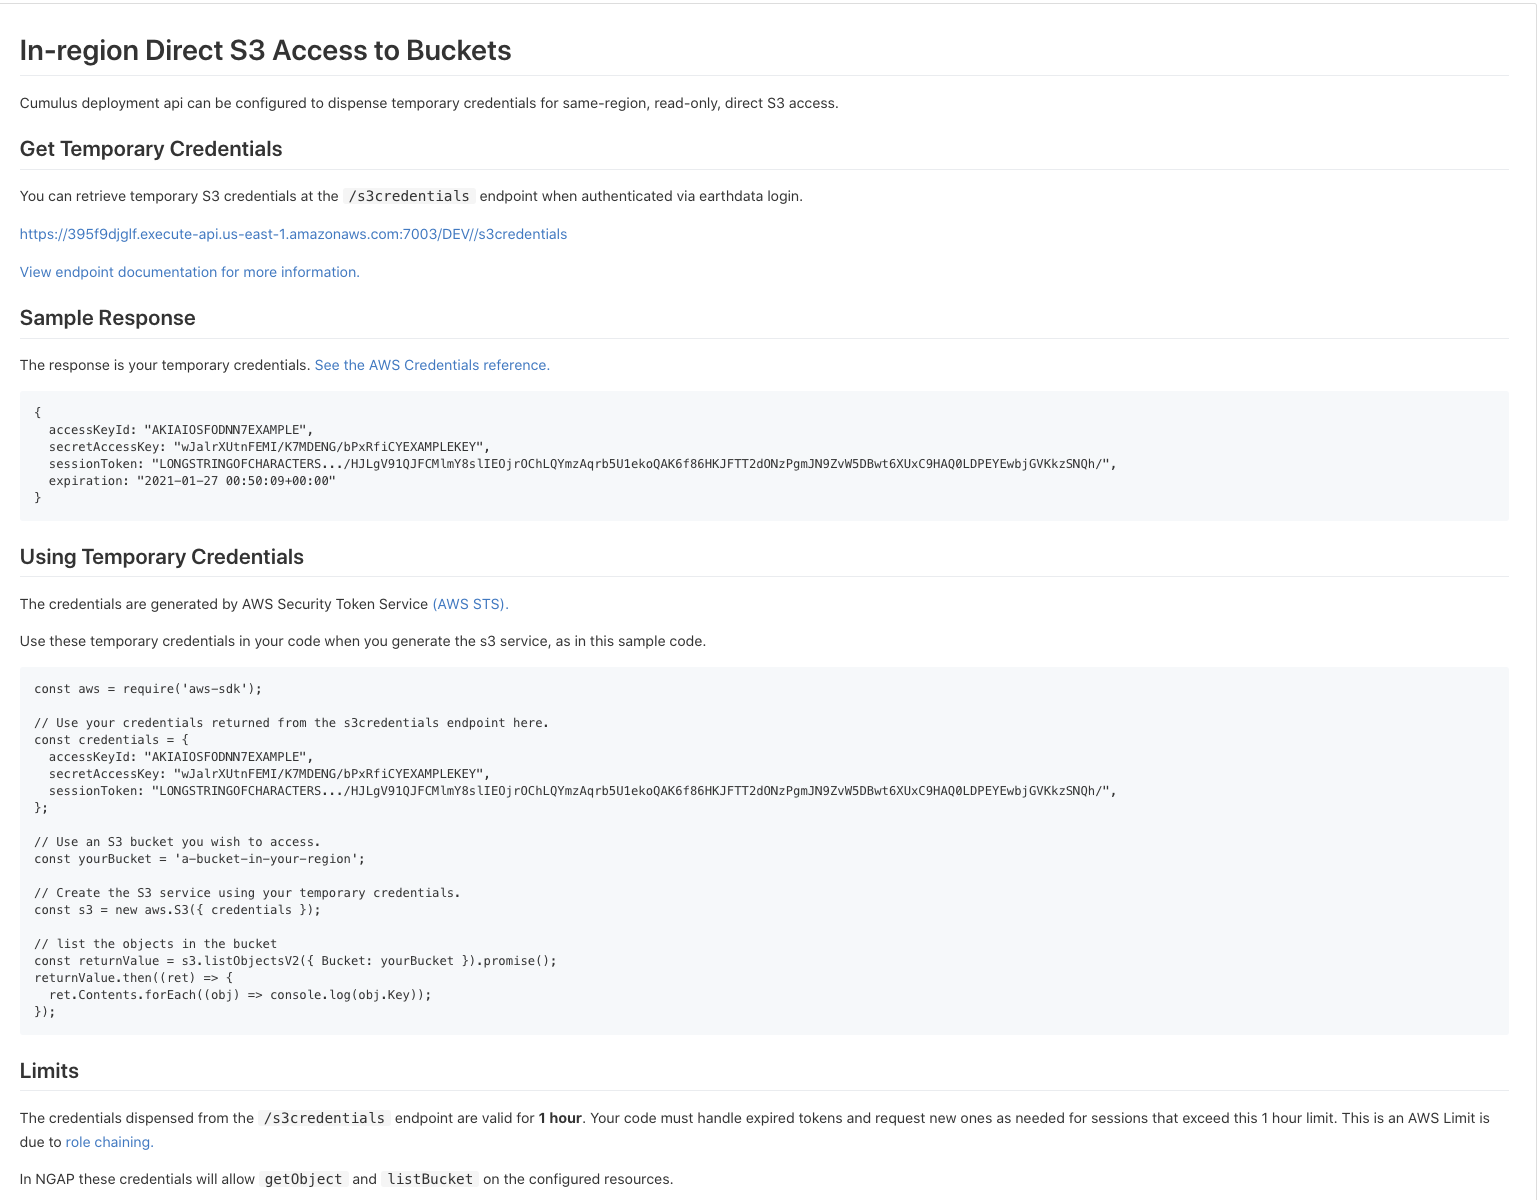 In-region Direct S3 Access to Buckets
Cumulus deployment api can be configured to dispense temporary credentials for same-region, read-only, direct S3 access.
Get Temporary Credentials
You can retrieve temporary S3 credentials at the /s3credentials endpoint when authenticated via earthdata login.
https://395f9djglf.execute-api.us-east-1.amazonaws.com:7003/DEV//s3credentials
View endpoint documentation for more information.
Sample Response
The response is your temporary credentials. See the AWS Credentials reference.
{
  accessKeyId: "AKIAIOSFODNN7EXAMPLE",
  secretAccessKey: "wJalrXUtnFEMI/K7MDENG/bPxRfiCYEXAMPLEKEY",
  sessionToken: "LONGSTRINGOFCHARACTERS.../HJLgV91QJFCMlmY8slIEOjrOChLQYmzAqrb5U1ekoQAK6f86HKJFTT2dONzPgmJN9ZvW5DBwt6XUxC9HAQ0LDPEYEwbjGVKkzSNQh/",
  expiration: "2021-01-27 00:50:09+00:00"
}
Using Temporary Credentials
The credentials are generated by AWS Security Token Service (AWS STS).
Use these temporary credentials in your code when you generate the s3 service, as in this sample code.
const aws = require('aws-sdk');
// Use your credentials returned from the s3credentials endpoint here.
const credentials = {
  accessKeyId: "AKIAIOSFODNN7EXAMPLE",
  secretAccessKey: "wJalrXUtnFEMI/K7MDENG/bPxRfiCYEXAMPLEKEY",
  sessionToken: "LONGSTRINGOFCHARACTERS.../HJLgV91QJFCMlmY8slIEOjrOChLQYmzAqrb5U1ekoQAK6f86HKJFTT2dONzPgmJN9ZvW5DBwt6XUxC9HAQ0LDPEYEwbjGVKkzSNQh/",
};
// Use an S3 bucket you wish to access.
const yourBucket = 'a-bucket-in-your-region';
// Create the S3 service using your temporary credentials.
const s3 = new aws.S3({ credentials });
// list the objects in the bucket
const returnValue = s3.listObjectsV2({ Bucket: yourBucket }).promise();
returnValue.then((ret) => {
  ret.Contents.forEach((obj) => console.log(obj.Key));
});
Limits
The credentials dispensed from the /s3credentials endpoint are valid for 1 hour. Your code must handle expired tokens and request new ones as needed for sessions that exceed this 1 hour limit. This is an AWS Limit is
due to role chaining.
In NGAP these credentials will allow getObject and listBucket on the configured resources.